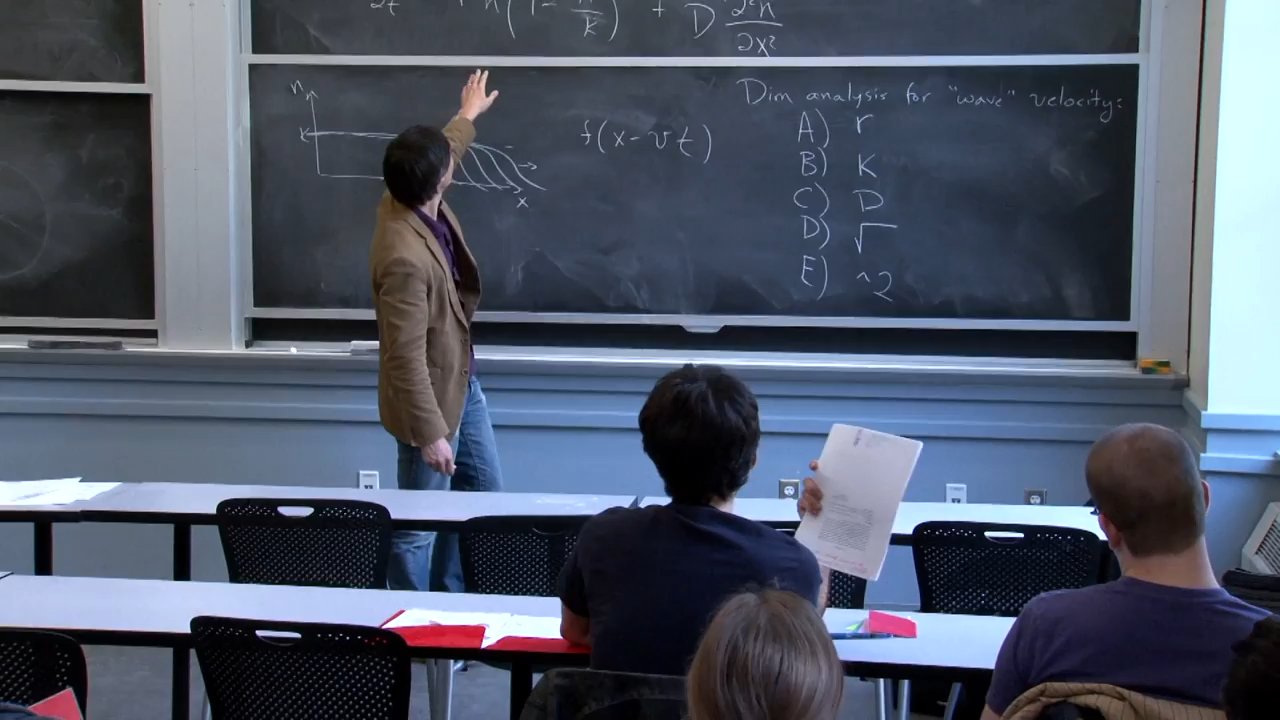 ∂t
r n(1 - n/k) + D ∂²n/∂x²
n
K
x
f(x-vt)
Dim analysis for "wave" velocity:
A) r
B) K
C) D
D) √
E) ^2